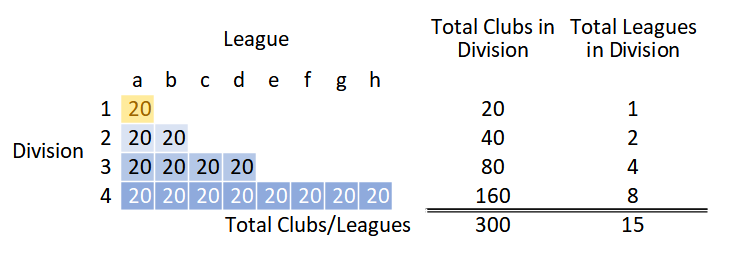 League
Total Clubs in Division
Total Leagues in Division
a b c d e f g h
Division
1 20 20 1
2 20 20 40 2
3 20 20 20 20 80 4
4 20 20 20 20 20 20 20 20 160 8
Total Clubs/Leagues 300 15